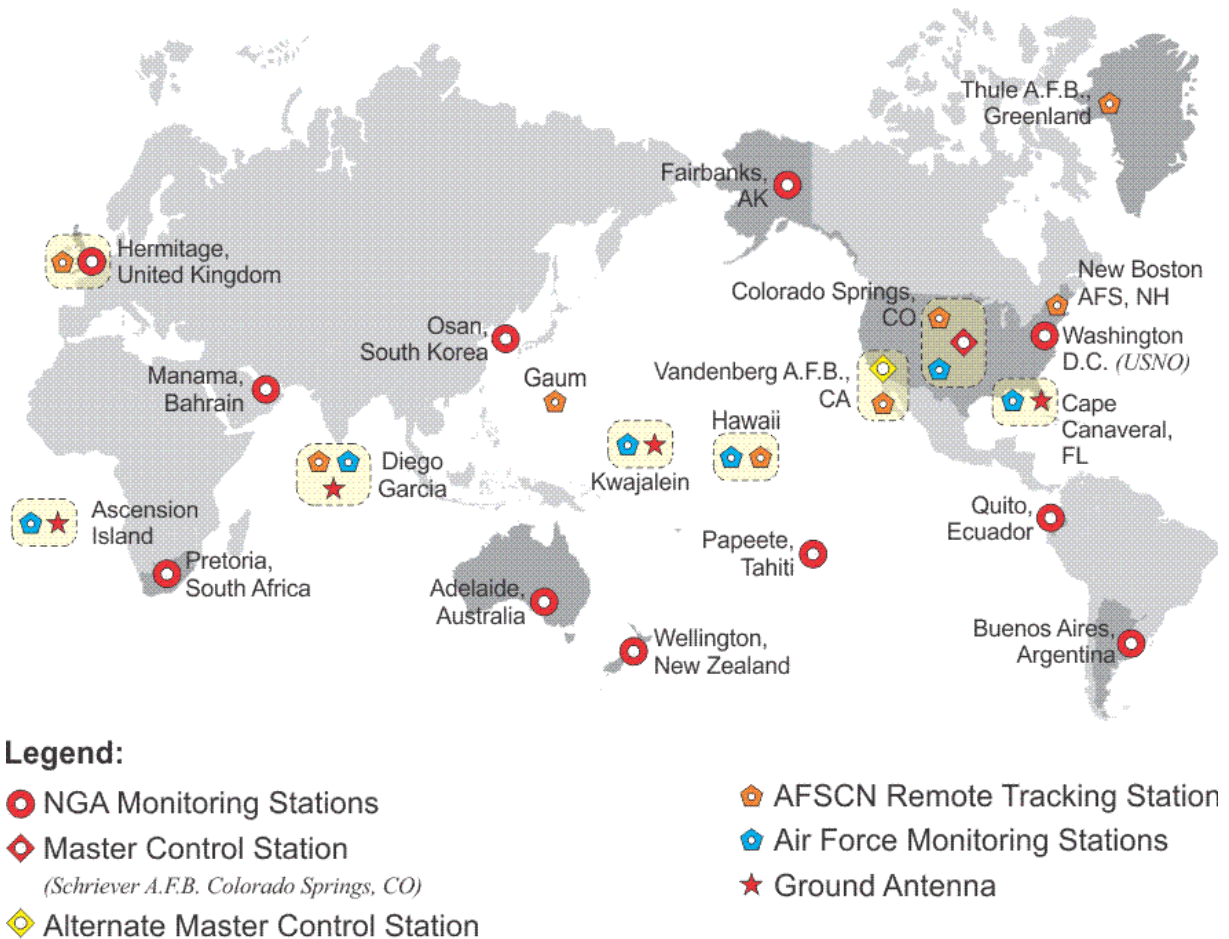 Thule A.F.B.,
Greenland
Fairbanks,
AK
Hermitage,
United Kingdom
New Boston
AFS, NH
Colorado Springs,
CO
Osan,
South Korea
Washington
D.C. (USNO)
Manama,
Bahrain
Gaum
Vandenberg A.F.B.,
CA
Cape
Canaveral,
FL
Hawaii
Diego
Garcia
Kwajalein
Ascension
Island
Quito,
Ecuador
Papeete,
Tahiti
Pretoria,
South Africa
Adelaide,
Australia
Wellington,
New Zealand
Buenos Aires,
Argentina
Legend:
NGA Monitoring Stations
Master Control Station
(Schriever A.F.B. Colorado Springs, CO)
Alternate Master Control Station
AFSCN Remote Tracking Station
Air Force Monitoring Stations
Ground Antenna